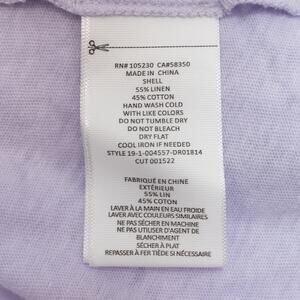 RN# 105230 CA#58350
MADE IN CHINA
SHELL
55% LINEN
45% COTTON
HAND WASH COLD
WITH LIKE COLORS
DO NOT TUMBLE DRY
DO NOT BLEACH
DRY FLAT
COOL IRON IF NEEDED
STYLE 19-1-004557-DR01814
CUT 001522
FABRIQUÉ EN CHINE
EXTÉRIEUR
55% LIN
45% COTON
LAVER À LA MAIN EN EAU FROIDE
LAVER AVEC COULEURS SIMILAIRES
NE PAS SÉCHER EN MACHINE
NE PAS UTILISER D'AGENT DE
BLANCHIMENT
SÉCHER À PLAT
REPASSER À FER TIÈDE SI NÉCESSAIRE